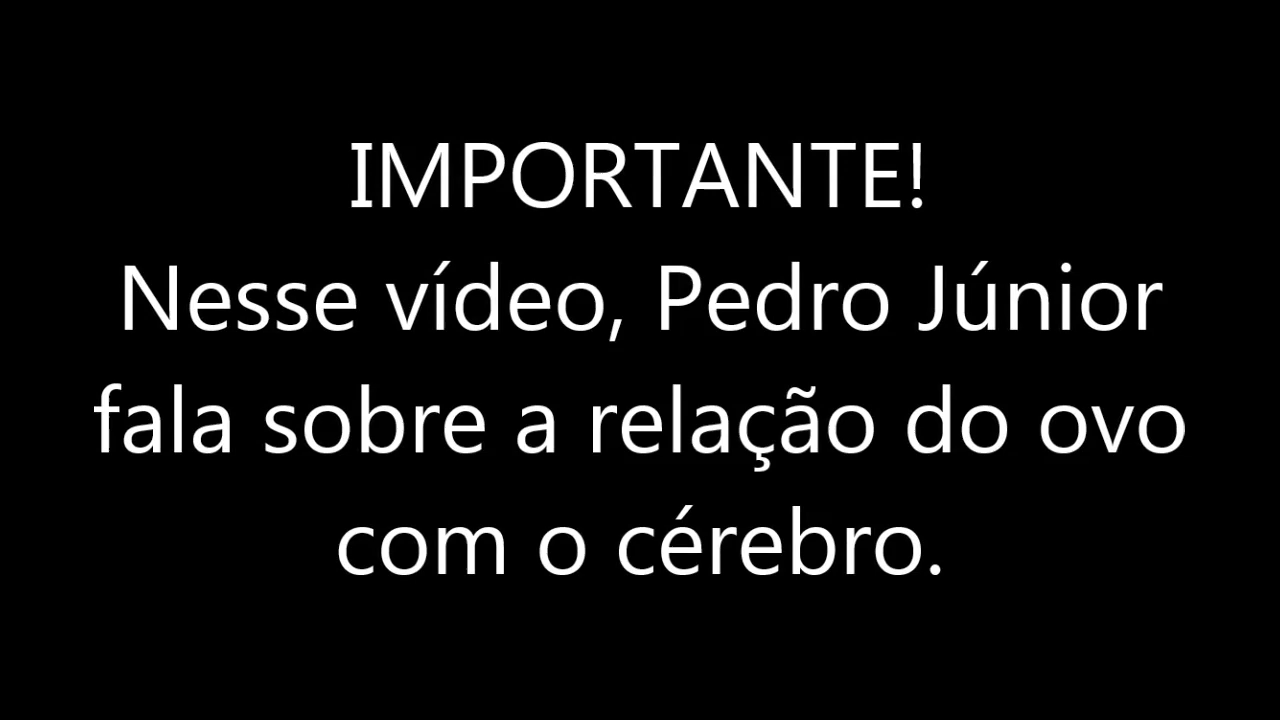 IMPORTANTE!
Nesse vídeo, Pedro Júnior
fala sobre a relação do ovo
com o cérebro.